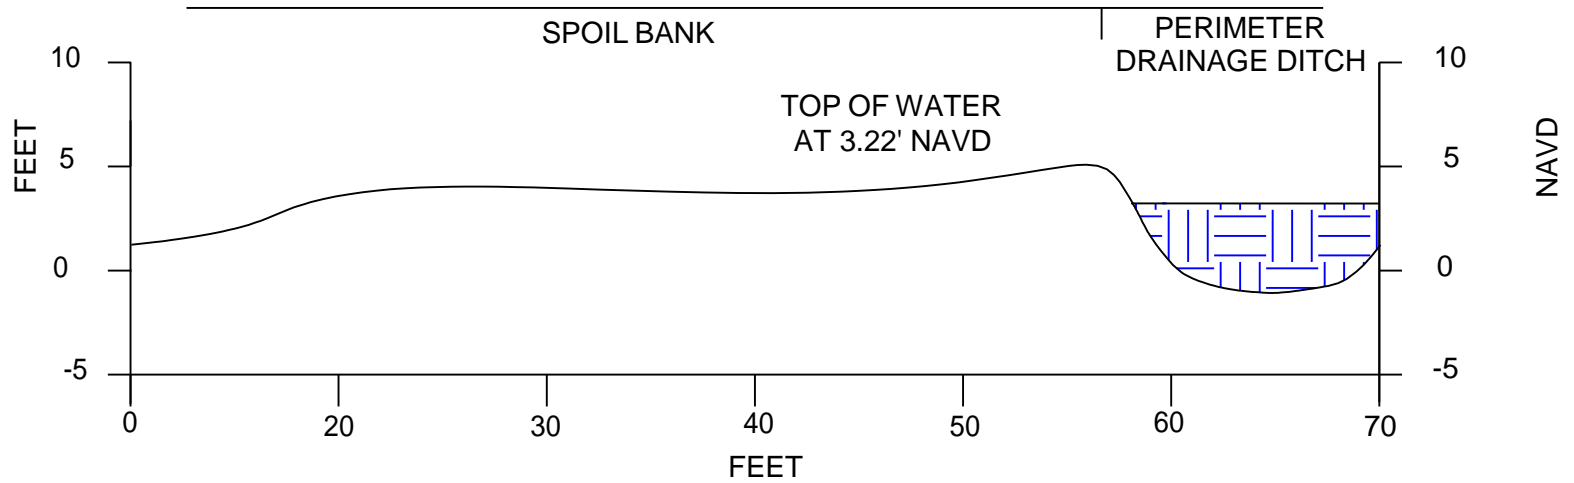 SPOIL BANK
PERIMETER
DRAINAGE DITCH
TOP OF WATER
AT 3.22' NAVD
FEET
10
5
0
-5
10
5
0
-5
NAVD
0
20
30
40
50
60
70
FEET